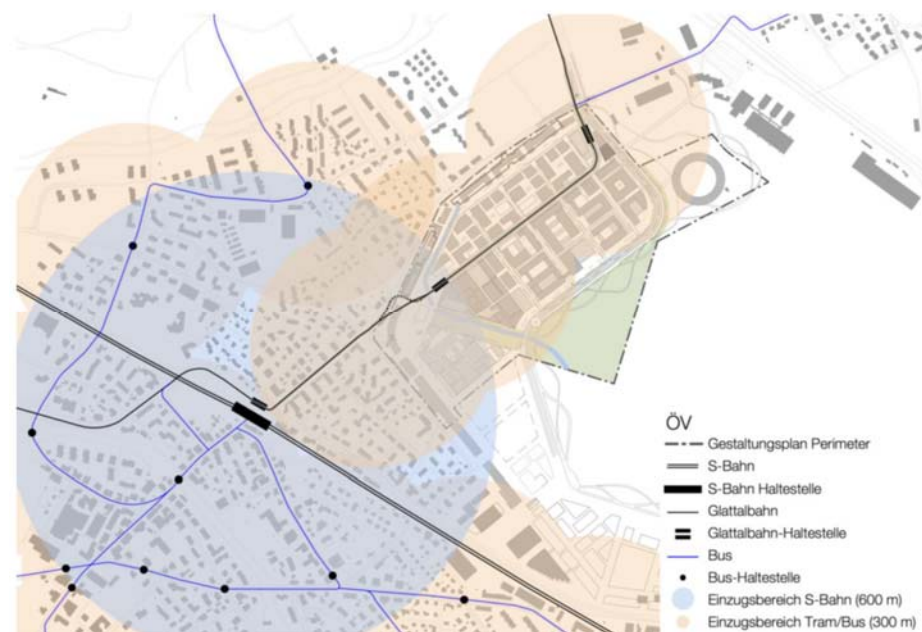 ÖV
Gestaltungsplan Perimeter
S-Bahn
S-Bahn Haltestelle
Glattalbahn
Glattalbahn-Haltestelle
Bus
Bus-Haltestelle
Einzugsbereich S-Bahn (600 m)
Einzugsbereich Tram/Bus (300 m)